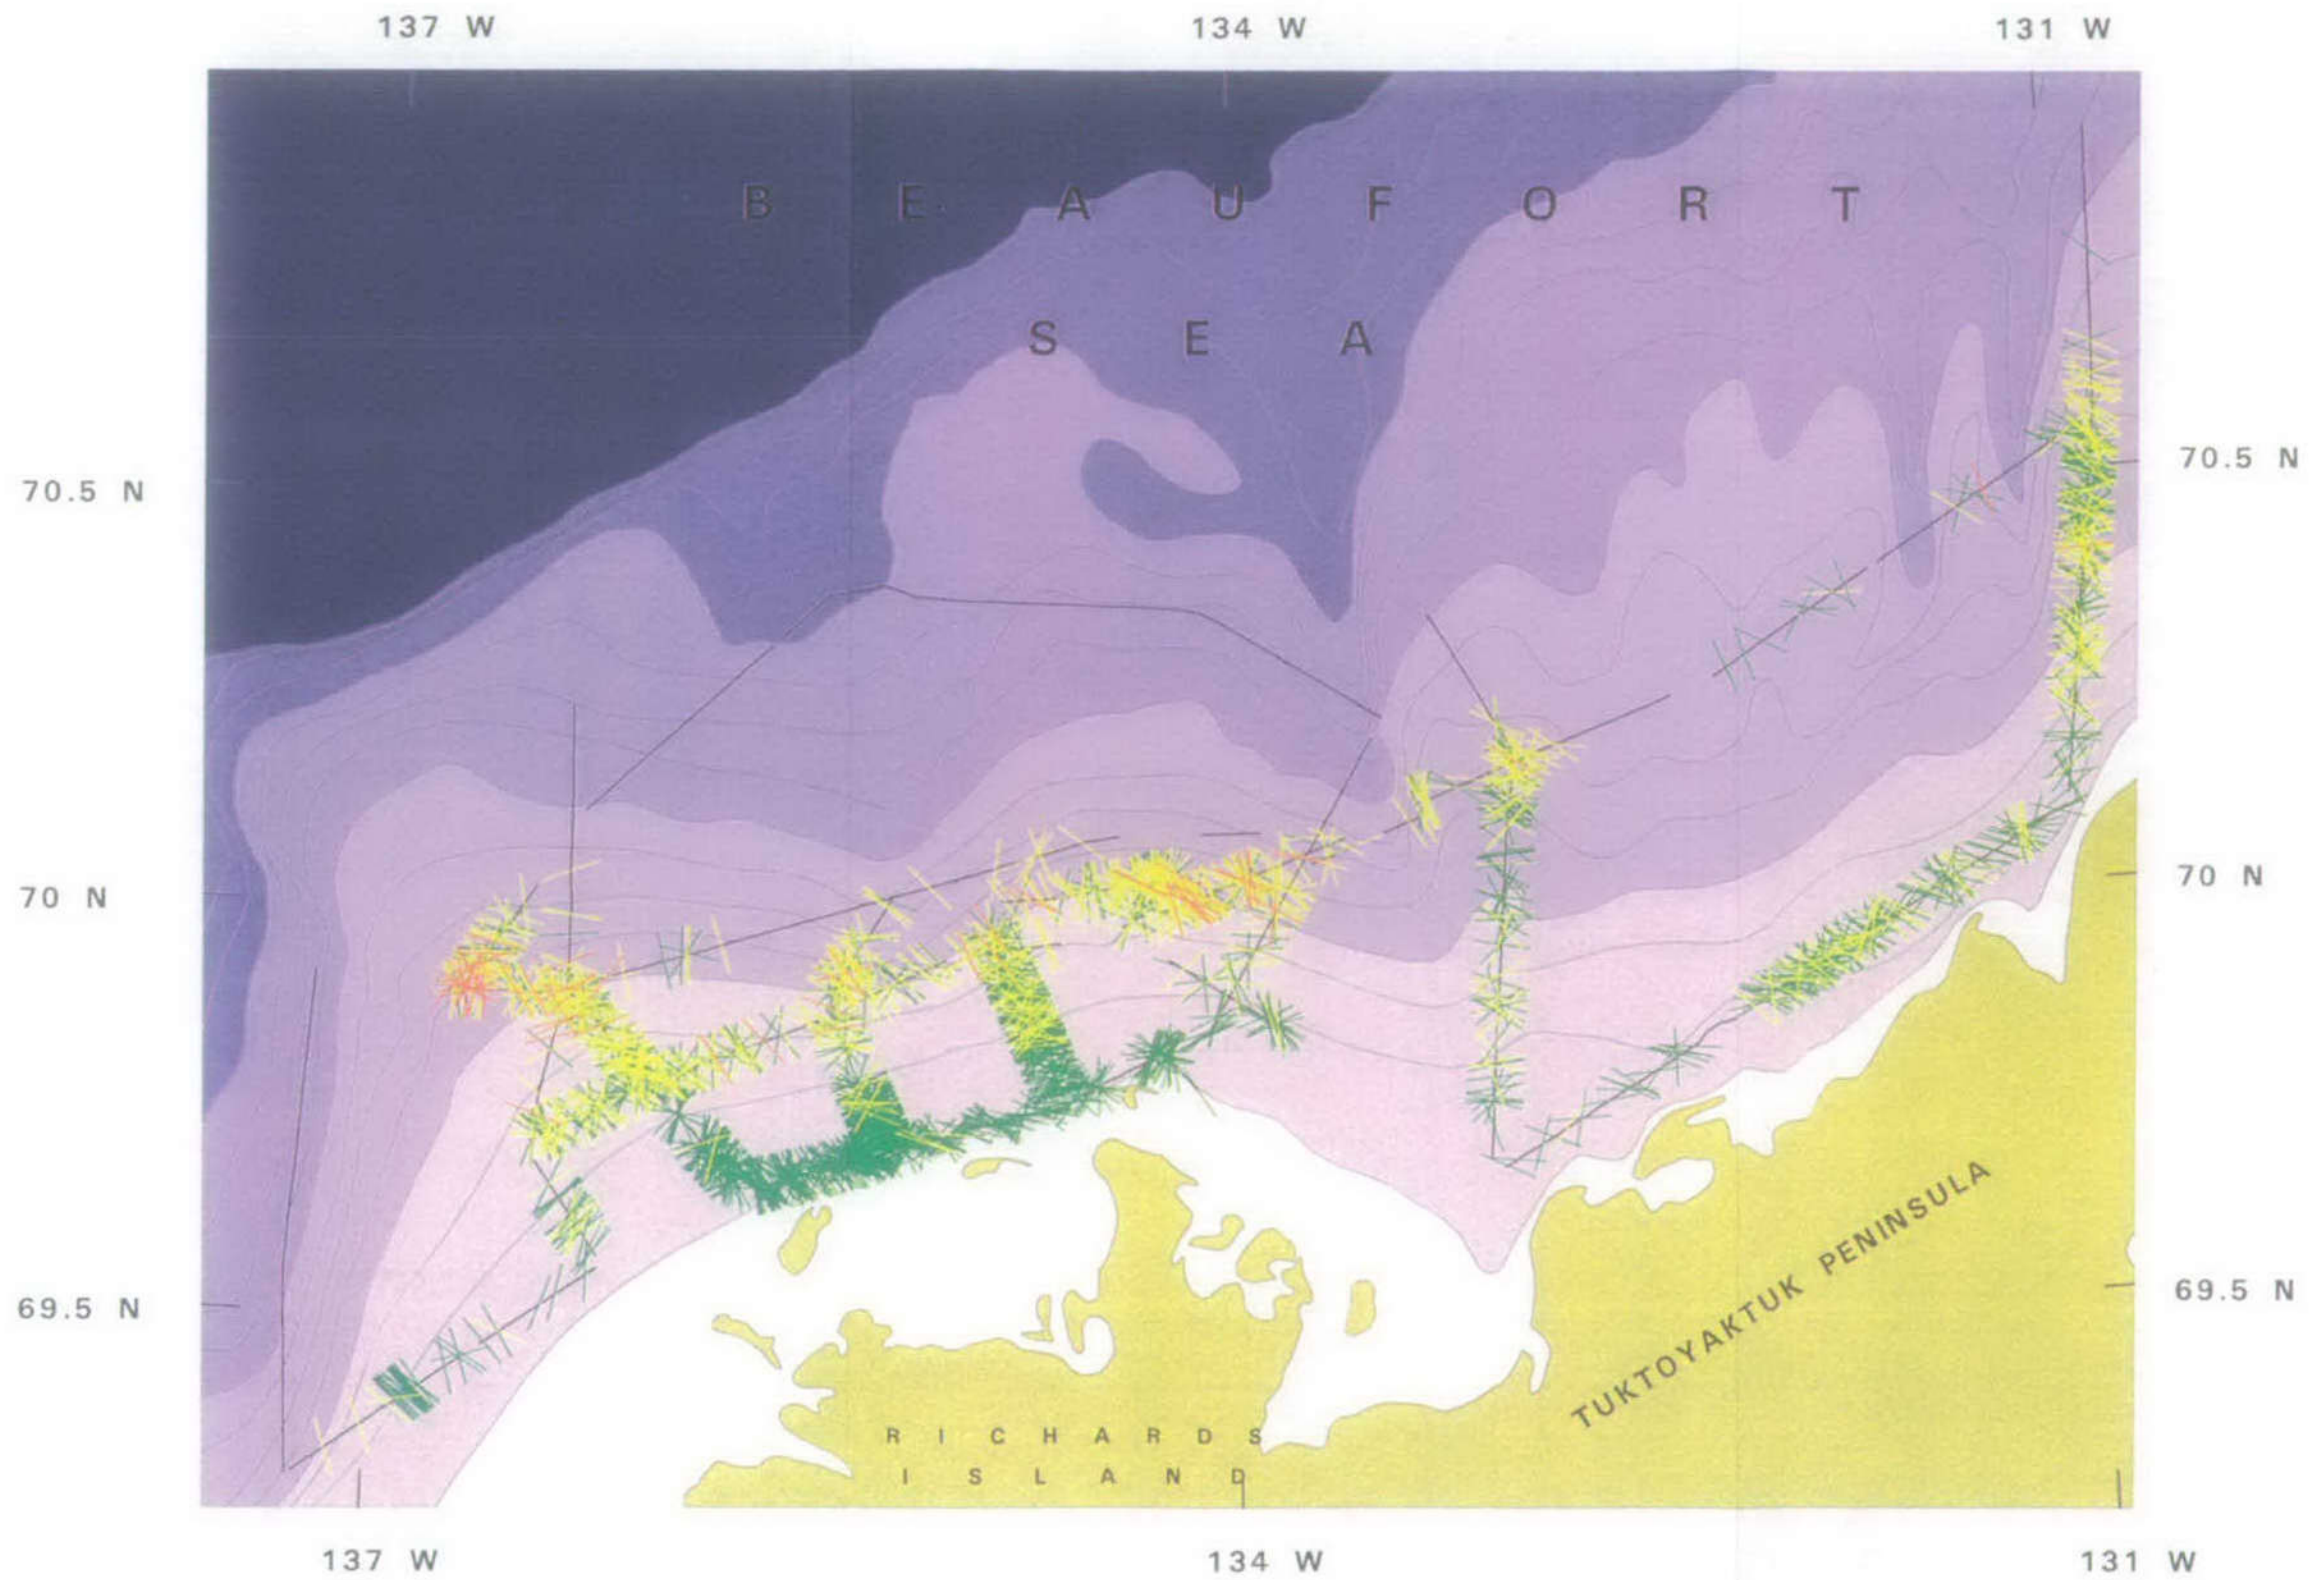 137 W 134 W 131 W
B E A U F O R T
S E A
70.5 N 70.5 N
70 N 70 N
69.5 N 69.5 N
TUKTOYAKTUK PENINSULA
R I C H A R D S
I S L A N D
137 W 134 W 131 W